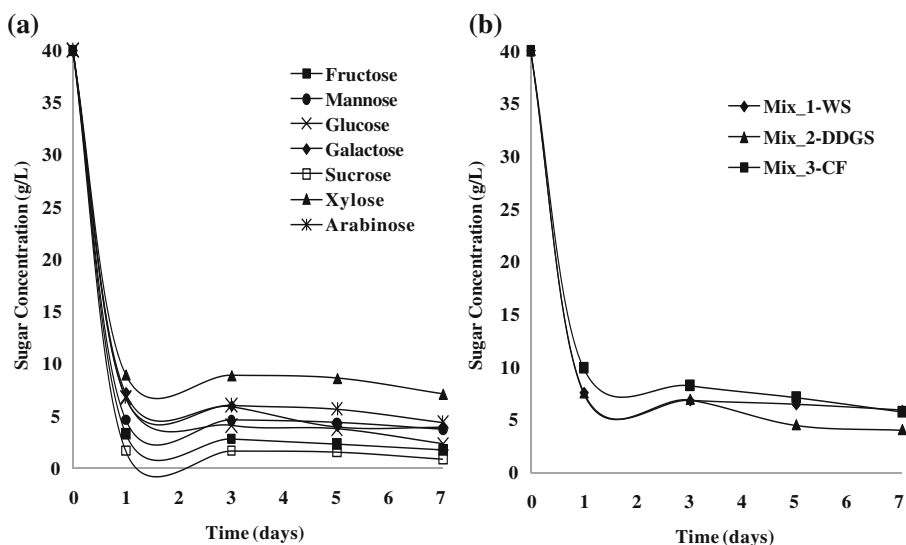 (a)
40
35
30
25
20
15
10
5
0
Sugar Concentration (g/L)
0 1 2 3 4 5 6 7
Time (days)
Fructose
Mannose
Glucose
Galactose
Sucrose
Xylose
Arabinose
(b)
40
35
30
25
20
15
10
5
0
Sugar Concentration (g/L)
0 1 2 3 4 5 6 7
Time (days)
Mix_1-WS
Mix_2-DDGS
Mix_3-CF